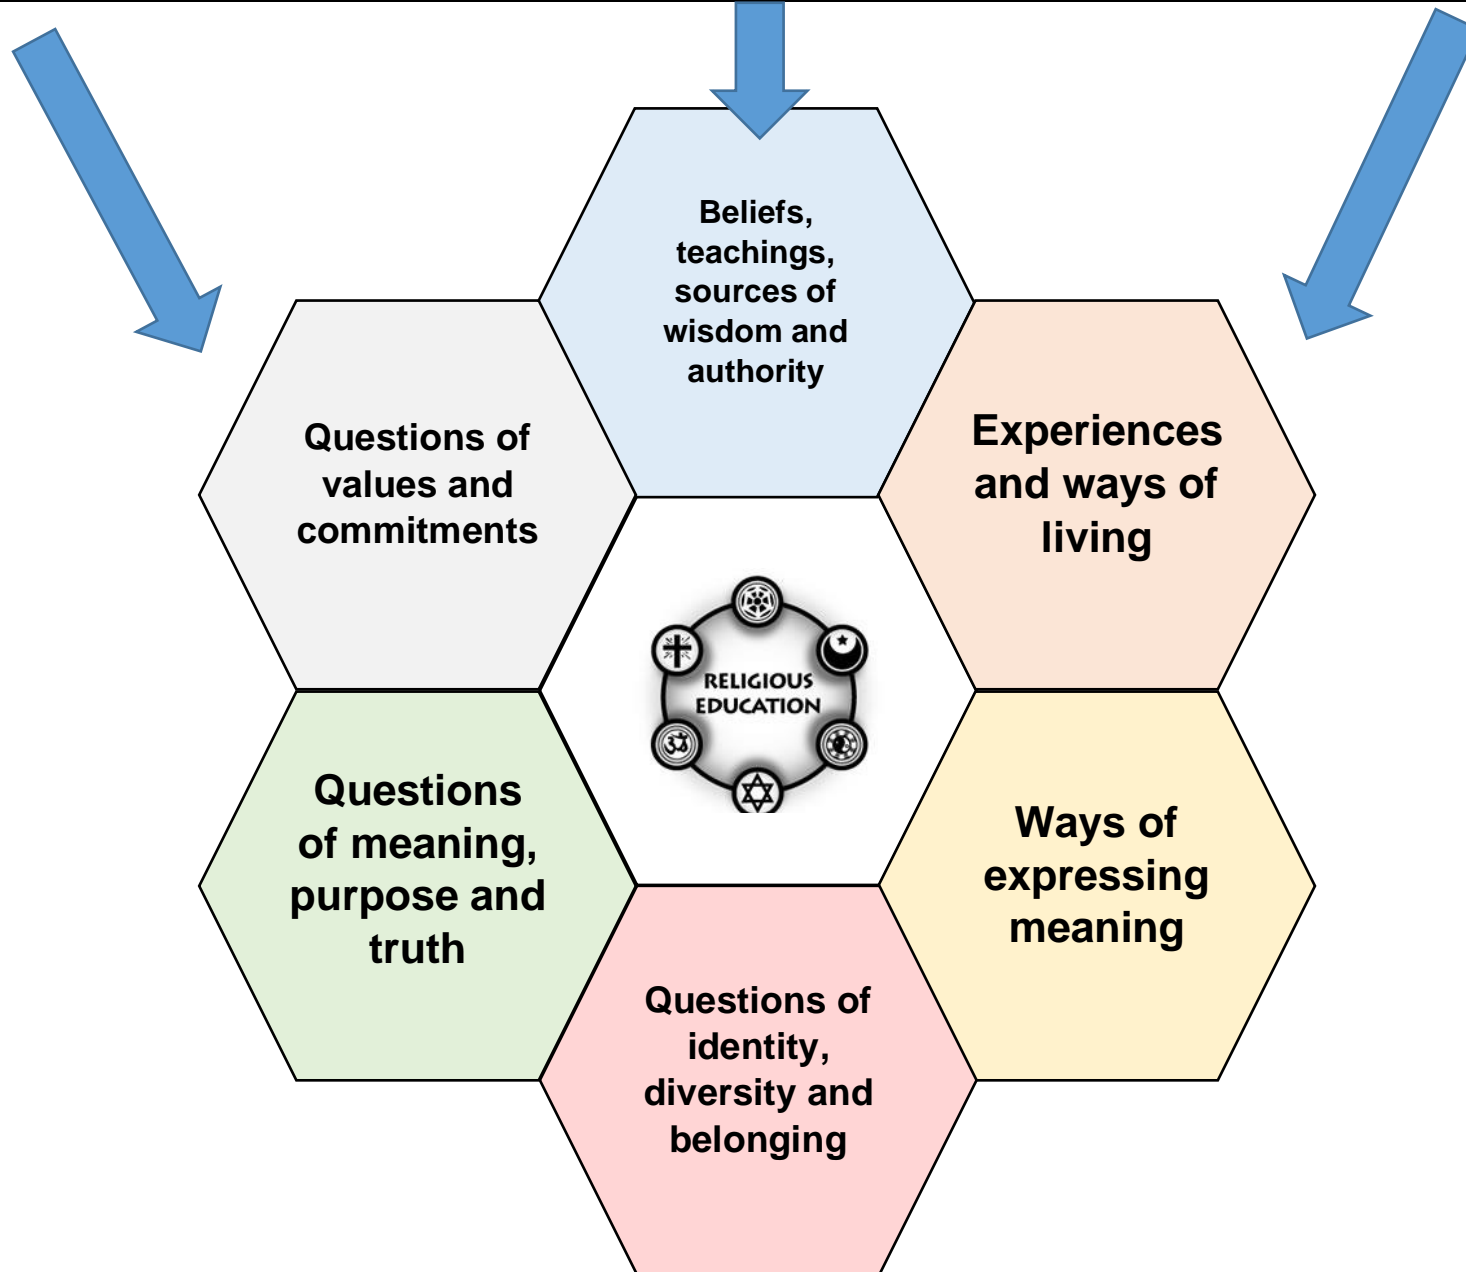 Beliefs,
teachings,
sources of
wisdom and
authority
Questions of
values and
commitments
Experiences
and ways of
living
RELIGIOUS
EDUCATION
Questions
of meaning,
purpose and
truth
Ways of
expressing
meaning
Questions of
identity,
diversity and
belonging